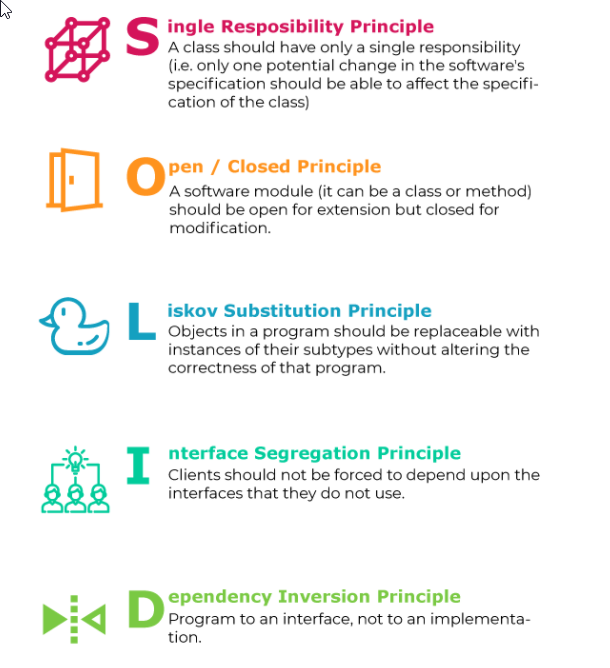 Single Resposibility Principle
A class should have only a single responsibility
(i.e. only one potential change in the software's
specification should be able to affect the specifi-
cation of the class)
Open / Closed Principle
A software module (it can be a class or method)
should be open for extension but closed for
modification.
Liskov Substitution Principle
Objects in a program should be replaceable with
instances of their subtypes without altering the
correctness of that program.
Interface Segregation Principle
Clients should not be forced to depend upon the
interfaces that they do not use.
Dependency Inversion Principle
Program to an interface, not to an implementa-
tion.